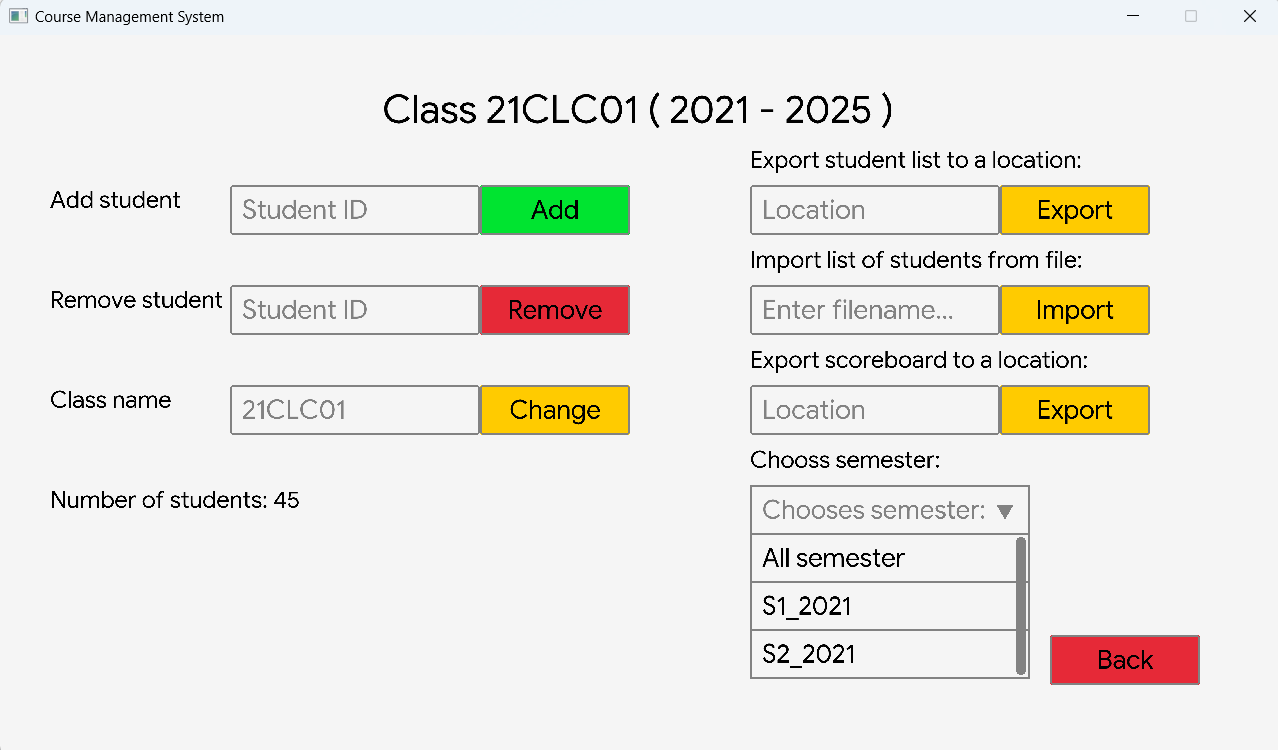 Course Management System
Class 21CLC01 ( 2021 - 2025 )
Add student
Student ID
Add
Remove student
Student ID
Remove
Class name
21CLC01
Change
Number of students: 45
Export student list to a location:
Location
Export
Import list of students from file:
Enter filename...
Import
Export scoreboard to a location:
Location
Export
Chooss semester:
Chooses semester:
All semester
S1_2021
S2_2021
Back